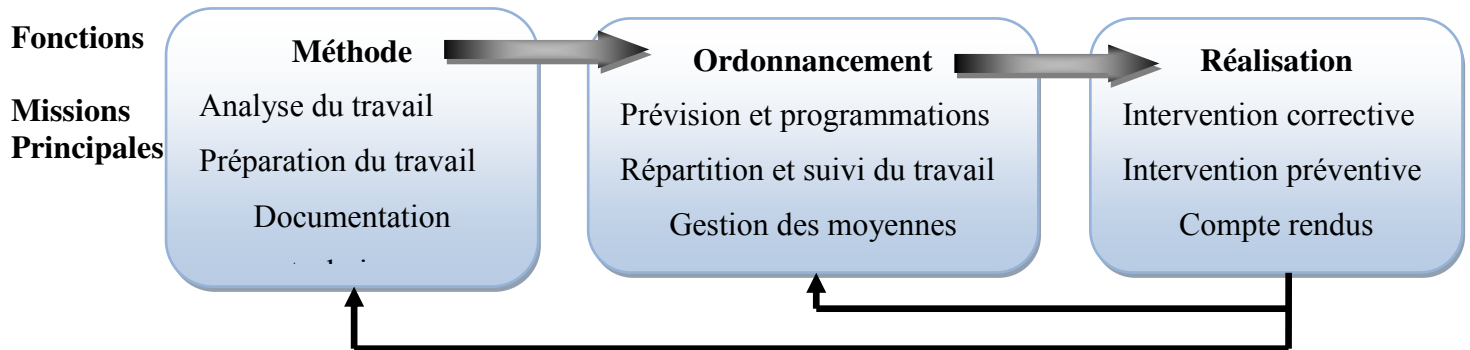 Fonctions
Missions
Principales
Méthode
Analyse du travail
Préparation du travail
Documentation
Ordonnancement
Prévision et programmations
Répartition et suivi du travail
Gestion des moyennes
Réalisation
Intervention corrective
Intervention préventive
Compte rendus